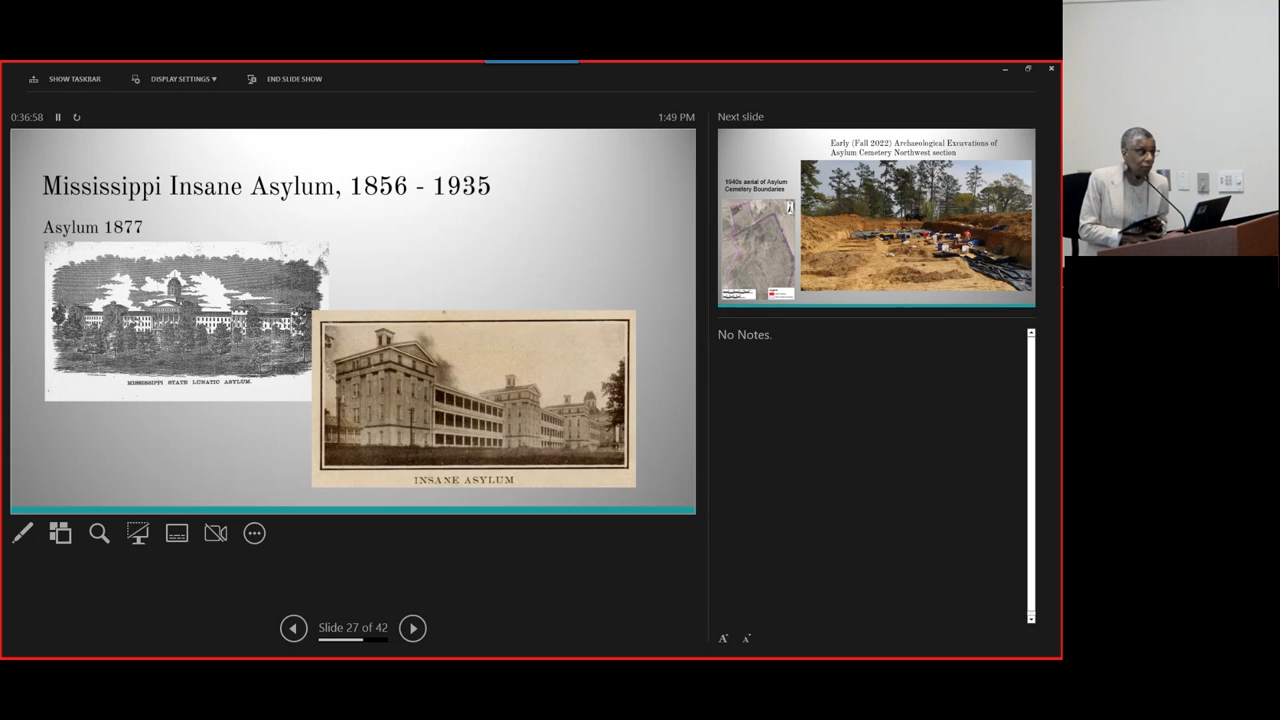 SHOW TASKBAR
DISPLAY SETTINGS ▾
END SLIDE SHOW
0:36:58
1:49 PM
Mississippi Insane Asylum, 1856 - 1935
Asylum 1877
MISSISSIPPI STATE LUNATIC ASYLUM.
INSANE ASYLUM
Slide 27 of 42
Next slide
Early (Fall 2022) Archaeological Excavations of
Asylum Cemetery Northwest section
1940s aerial of Asylum
Cemetery Boundaries
No Notes.
A A